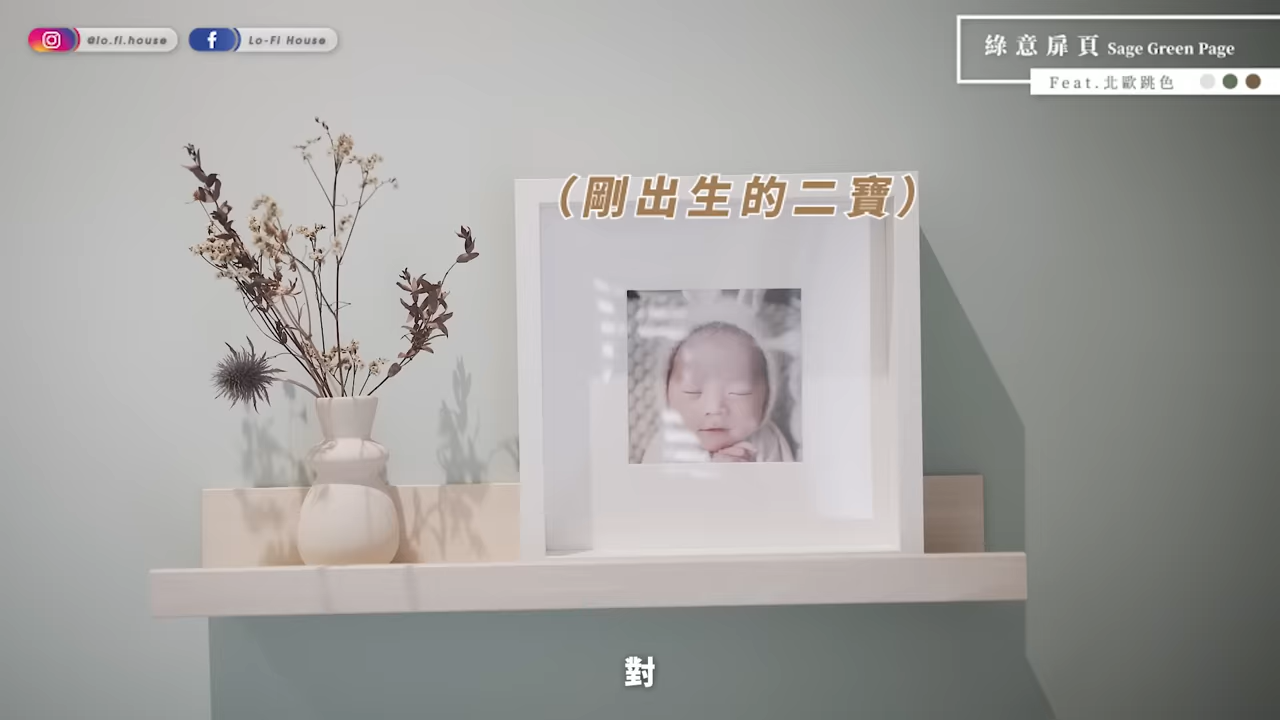 @lo.fi.house
Lo-Fi House
綠意扉頁 Sage Green Page
Feat.北歐跳色
（剛出生的二寶）
對